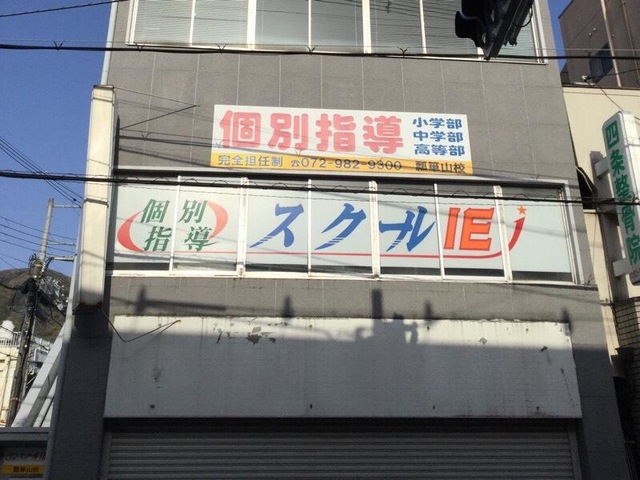 個別指導
小学部
中学部
高等部
完全担任制 ☎072-982-9300 瓢箪山校
個別
指導
スクールIE
四条整骨院